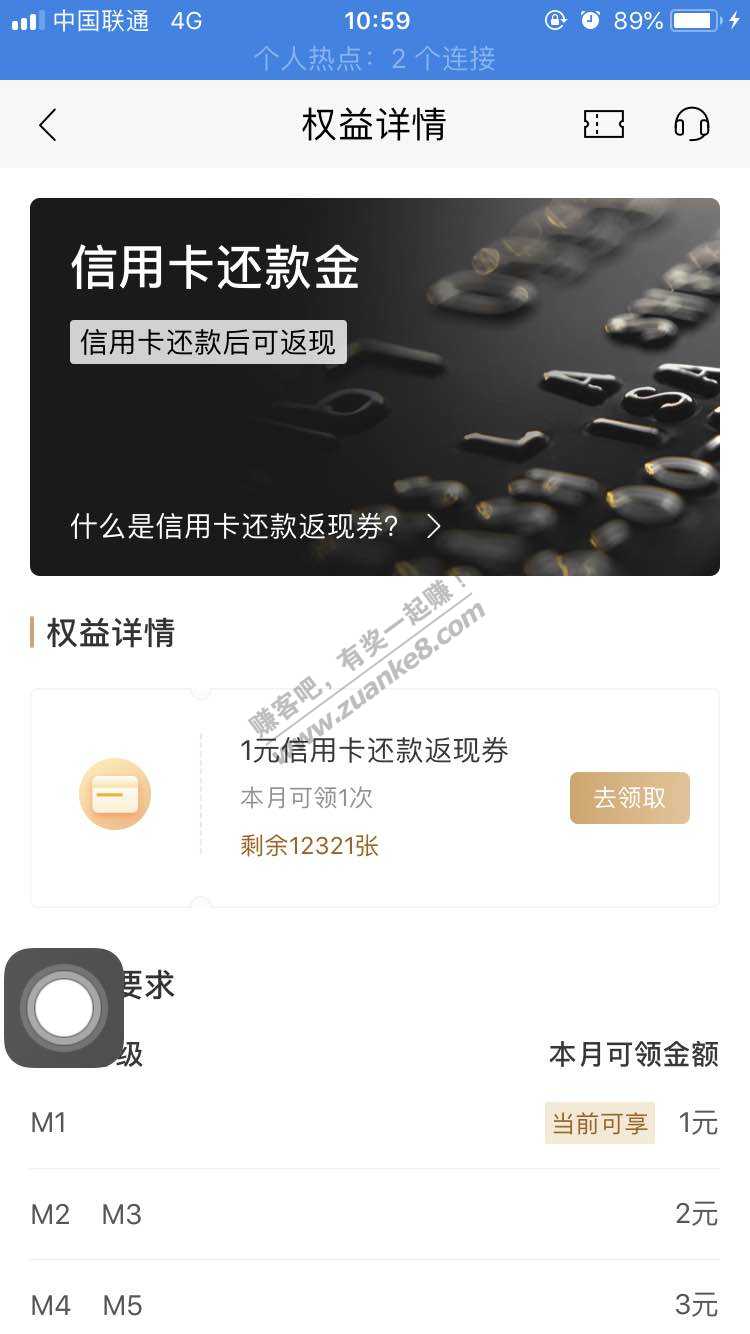 中国联通 4G 10:59 89%
个人热点：2 个连接
权益详情
信用卡还款金
信用卡还款后可返现
什么是信用卡还款返现券?
权益详情
赚客吧，有奖一起赚！
www.zuanke8.com
1元信用卡还款返现券
本月可领1次
去领取
剩余12321张
要求
级 本月可领金额
M1 当前可享 1元
M2 M3 2元
M4 M5 3元